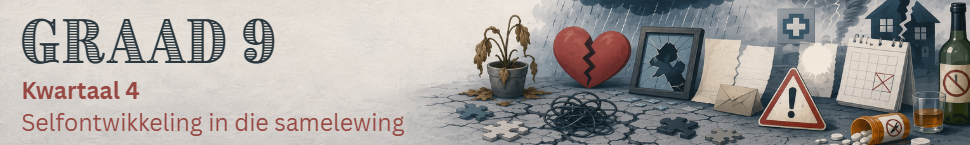 GRAAD 9
Kwartaal 4
Selfontwikkeling in die samelewing